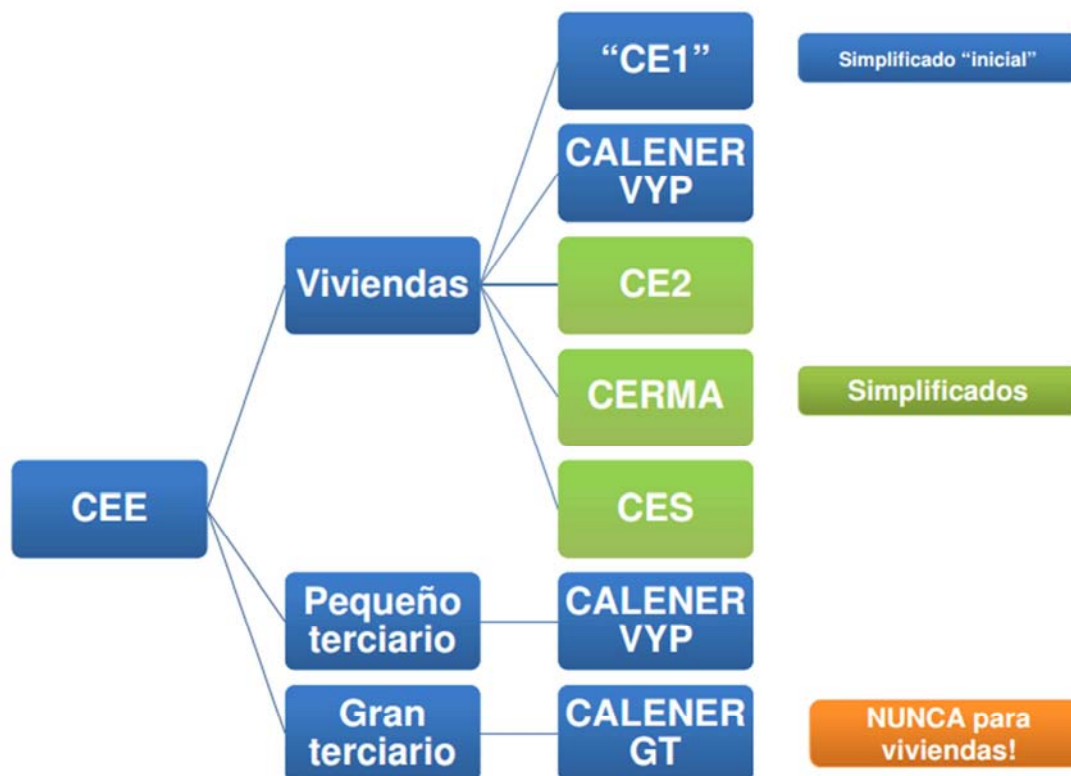 “CE1”
Simplificado “inicial”
CALENER
VYP
Viviendas
CE2
CERMA
Simplificados
CEE
CES
Pequeño
terciario
CALENER
VYP
Gran
terciario
CALENER
GT
NUNCA para
viviendas!